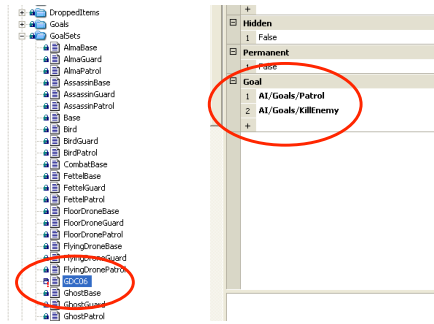 DroppedItems
Goals
GoalSets
AlmaBase
AlmaGuard
AlmaPatrol
AssassinBase
AssassinGuard
AssassinPatrol
Base
Bird
BirdGuard
BirdPatrol
CombatBase
FettelBase
FettelGuard
FettelPatrol
FloorDroneBase
FloorDroneGuard
FloorDronePatrol
FlyingDroneBase
FlyingDroneGuard
FlyingDronePatrol
GDC06
GhostBase
GhostGuard
GhostPatrol
+
Hidden
1 False
Permanent
1 False
Goal
1 AI/Goals/Patrol
2 AI/Goals/KillEnemy
+